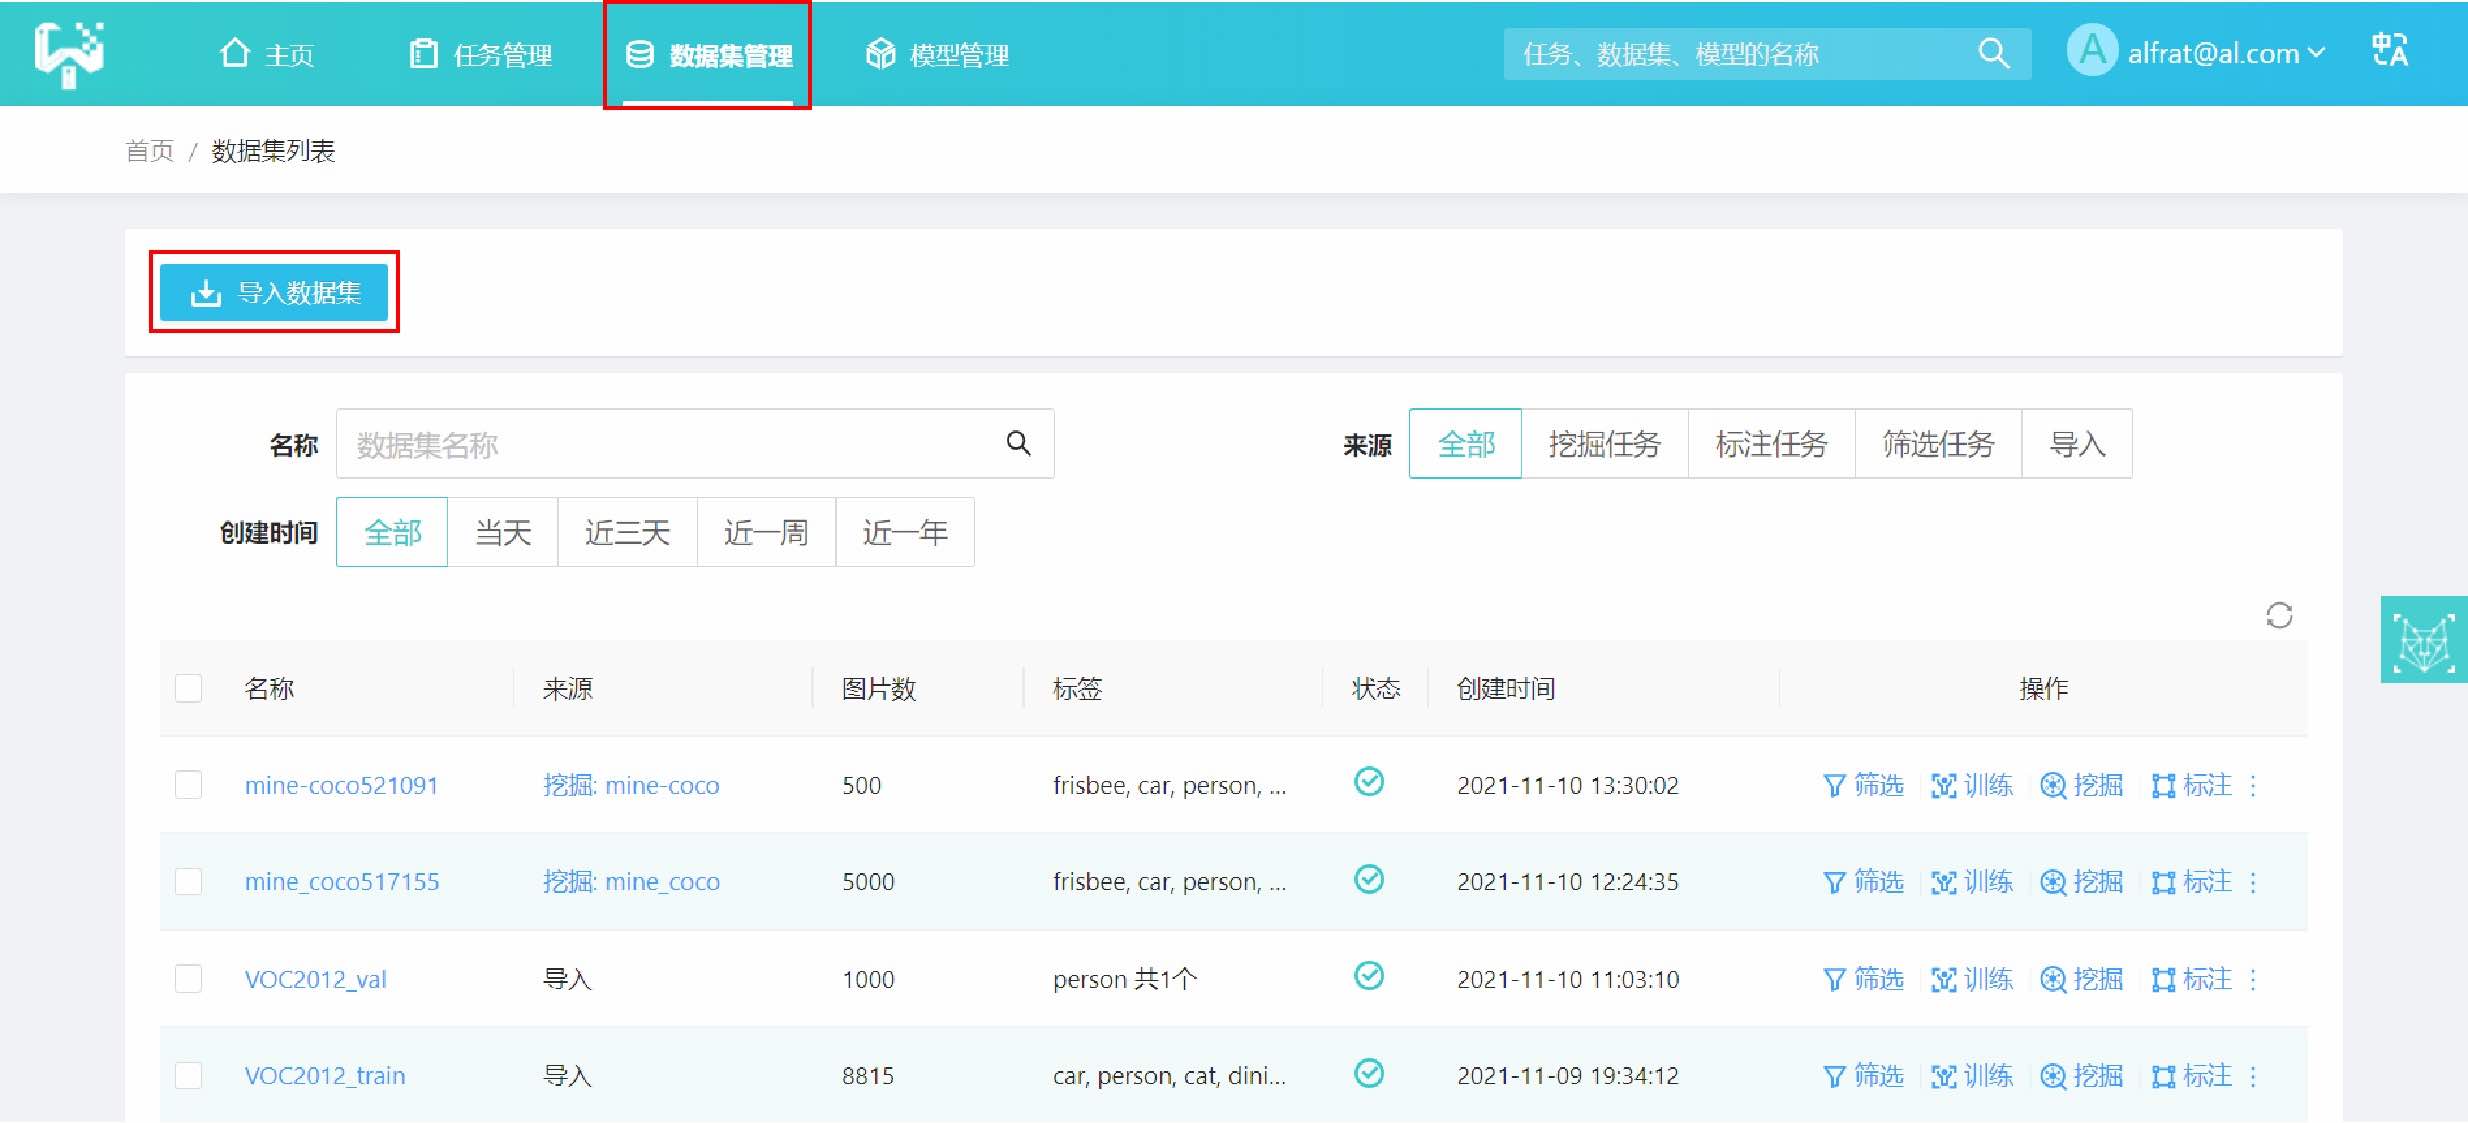 主页 任务管理 数据集管理 模型管理 任务、数据集、模型的名称 A alfrat@al.com 中A
首页 / 数据集列表
导入数据集
名称 数据集名称 来源 全部 挖掘任务 标注任务 筛选任务 导入
创建时间 全部 当天 近三天 近一周 近一年
名称 来源 图片数 标签 状态 创建时间 操作
mine-coco521091 挖掘: mine-coco 500 frisbee, car, person, ... 2021-11-10 13:30:02 筛选 训练 挖掘 标注
mine_coco517155 挖掘: mine_coco 5000 frisbee, car, person, ... 2021-11-10 12:24:35 筛选 训练 挖掘 标注
VOC2012_val 导入 1000 person 共1个 2021-11-10 11:03:10 筛选 训练 挖掘 标注
VOC2012_train 导入 8815 car, person, cat, dini... 2021-11-09 19:34:12 筛选 训练 挖掘 标注